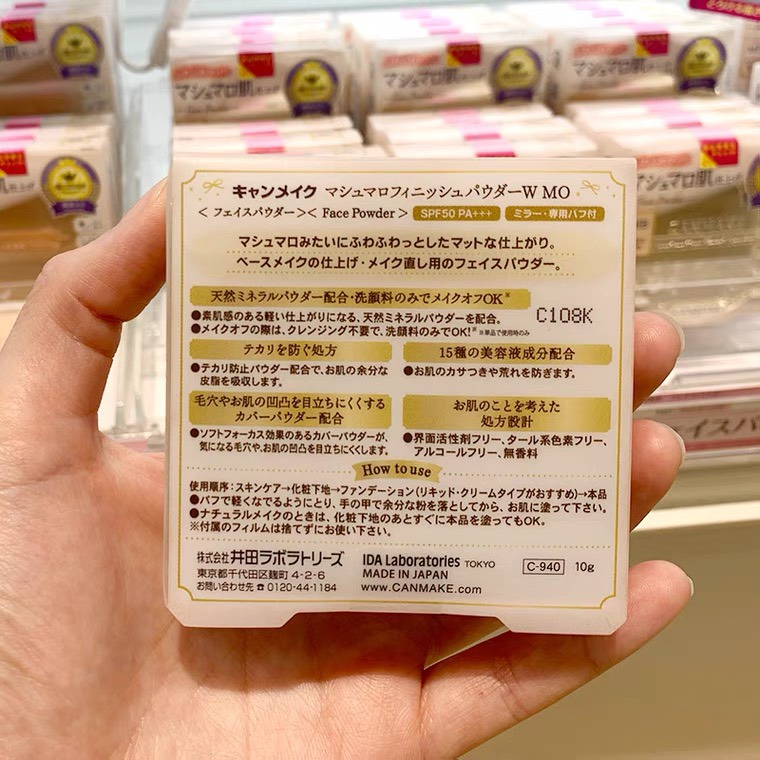 マシュマロ肌
マシュマロ肌
マシュマロ肌
キャンメイク マシュマロフィニッシュパウダーW MO
＜フェイスパウダー＞＜Face Powder＞ SPF50 PA+++ ミラー・専用パフ付
マシュマロみたいにふわふわっとしたマットな仕上がり。
ベースメイクの仕上げ・メイク直し用のフェイスパウダー。
天然ミネラルパウダー配合・洗顔料のみでメイクオフOK※
C108K
●素肌感のある軽い仕上がりになる、天然ミネラルパウダーを配合。
●メイクオフの際は、クレンジング不要で、洗顔料のみでOK!※ ※単品で使用時のみ
テカリを防ぐ処方
●テカリ防止パウダー配合で、お肌の余分な
皮脂を吸収します。
15種の美容液成分配合
●お肌のカサつきや荒れを防ぎます。
毛穴やお肌の凹凸を目立ちにくくする
カバーパウダー配合
●ソフトフォーカス効果のあるカバーパウダーが、
気になる毛穴や、お肌の凹凸を目立ちにくくします。
お肌のことを考えた
処方設計
●界面活性剤フリー、タール系色素フリー、
アルコールフリー、無香料
How to use
使用順序：スキンケア→化粧下地→ファンデーション(リキッド・クリームタイプがおすすめ)→本品
●パフで軽くなでるようにとり、手の甲で余分な粉を落としてから、お肌に塗って下さい。
●ナチュラルメイクのときは、化粧下地のあとすぐに本品を塗ってもOK。
※付属のフィルムは捨てずにお使い下さい。
株式会社 井田ラボラトリーズ
東京都千代田区麹町 4-2-6
お問い合わせ先 ☎ 0120-44-1184
IDA Laboratories TOKYO
MADE IN JAPAN
www.CANMAKE.com
C-940 10g